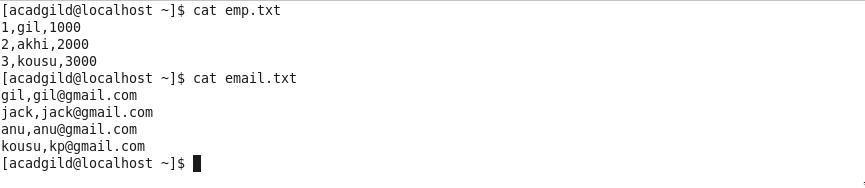 [acadgild@localhost ~]$ cat emp.txt
1,gil,1000
2,akhi,2000
3,kousu,3000
[acadgild@localhost ~]$ cat email.txt
gil,gil@gmail.com
jack,jack@gmail.com
anu,anu@gmail.com
kousu,kp@gmail.com
[acadgild@localhost ~]$